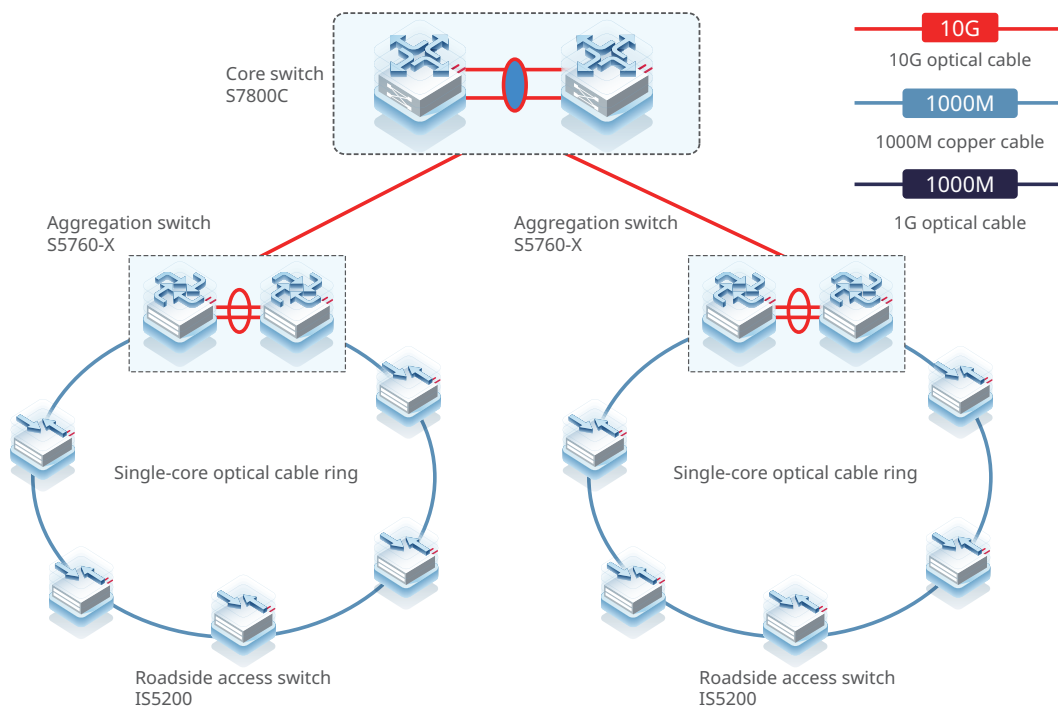 Core switch
S7800C
10G
10G optical cable
1000M
1000M copper cable
1000M
1G optical cable
Aggregation switch
S5760-X
Aggregation switch
S5760-X
Single-core optical cable ring
Single-core optical cable ring
Roadside access switch
IS5200
Roadside access switch
IS5200